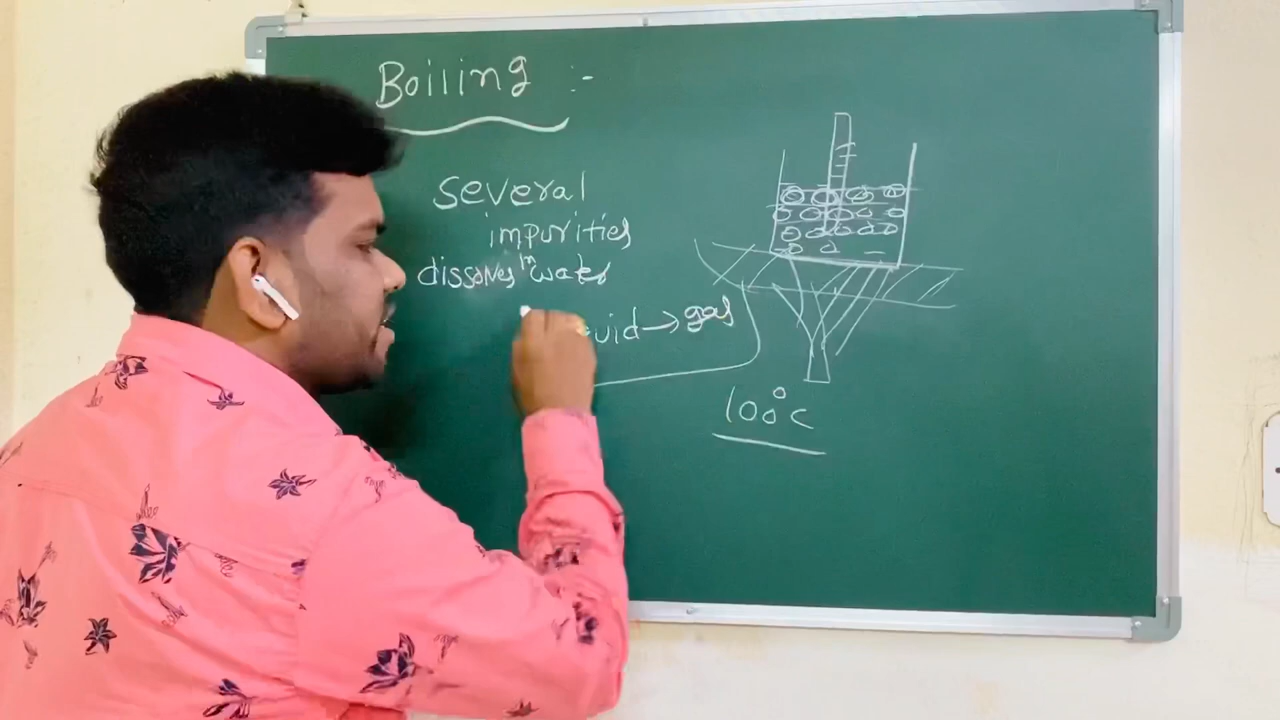 Boiling :-
several
impurities
dissolves in water
uid → gas
100°C